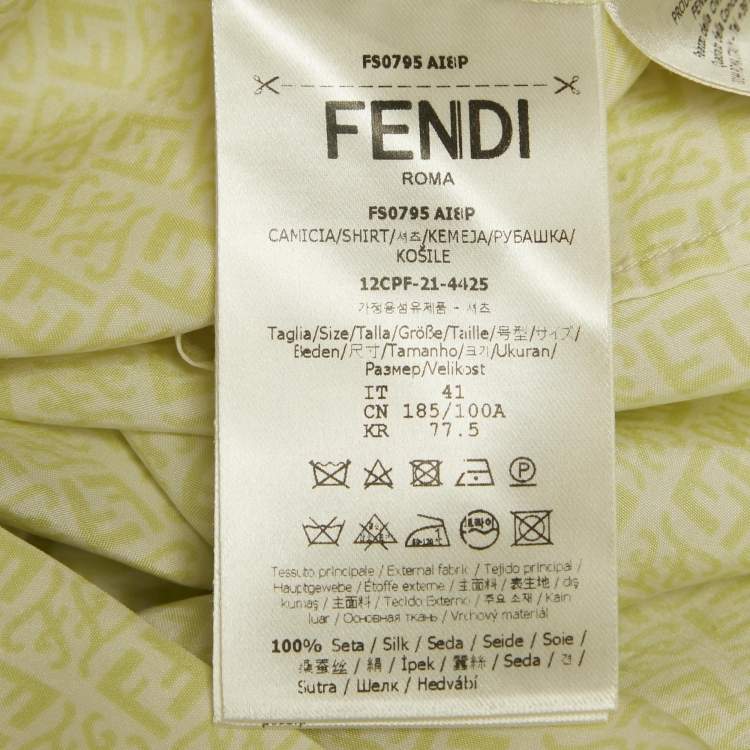 FS0795 AI8P
FENDI
ROMA
FS0795 AI8P
CAMICIA/SHIRT/셔츠/KEMEJA/РУБАШКА/
KOŠILE
12CPF-21-4425
가정용섬유제품 - 셔츠
Taglia/Size/Talla/Größe/Taille/号型/サイズ/
Beden/尺寸/Tamanho/크기/Ukuran/
Размер/Velikost
IT 41
CN 185/100A
KR 77.5
드라이
80-120
Tessuto principale / External fabric / Tejido principal /
Hauptgewebe / Étoffe externe / 主面料 / 表生地 / dış
kumaş / 主面料 / Tecido Externo / 주요 소재 / Kain
luar / Основная ткань / Vrchový materiál
100% Seta / Silk / Seda / Seide / Soie /
桑蚕丝 / 絹 / İpek / 蠶絲 / Seda / 견 /
Sutra / Шелк / Hedvábí